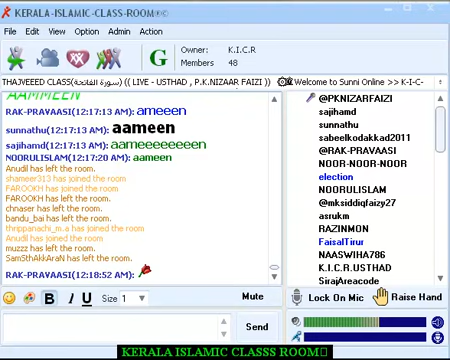 KERALA-ISLAMIC-CLASS-ROOM®©
File Edit View Options Action Admin Action
G
Owner: K.I.C.R
Members 48
THAJVEEED CLASS(سورة الفاتحة) (( LIVE - USTHAD , P.K.NIZAAR FAIZI ))
Welcome to Sunni Online >> K-I-C-
AAMMEEN
RAK-PRAVAASI(12:17:13 AM): ameeen
sunnathu(12:17:13 AM): aameen
sajihamd(12:17:13 AM): aameeeeeeeeen
NOORULISLAM(12:17:20 AM): aameen
Anudil has left the room.
shameer313 has joined the room
FAROOKH has joined the room
FAROOKH has left the room.
chnaser has left the room.
bandu_bai has left the room.
thrippanachi_m.a has joined the room
Anudil has joined the room
muzzz has left the room.
SamSthAkkAraN has left the room.
RAK-PRAVAASI(12:18:52 AM):
@PKNIZARFAIZI
sajihamd
sunnathu
sabeelkodakkad2011
@RAK-PRAVAASI
NOOR-NOOR-NOOR
election
NOORULISLAM
@mksiddiqfaizy27
asrukm
RAZINMON
FaisalTirur
NAASWIHA786
K.I.C.R.USTHAD
SirajAreacode
B I U Size 1 Mute
Lock On Mic Raise Hand
Send
KERALA ISLAMIC CLASSS ROOM